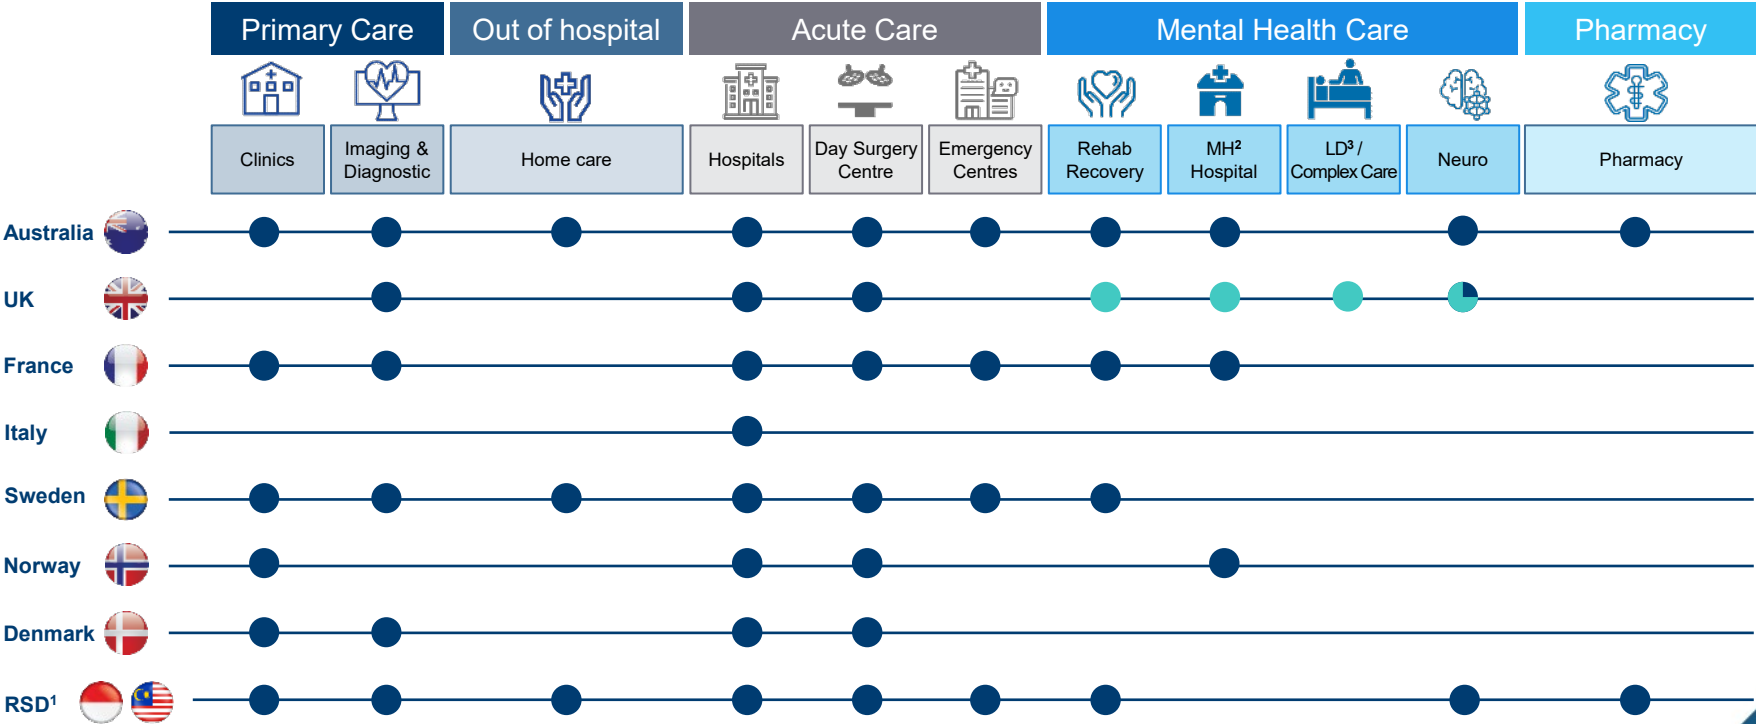 Primary Care
Out of hospital
Acute Care
Mental Health Care
Pharmacy
Clinics
Imaging &
Diagnostic
Home care
Hospitals
Day Surgery
Centre
Emergency
Centres
Rehab
Recovery
MH²
Hospital
LD³ /
Complex Care
Neuro
Pharmacy
Australia
UK
France
Italy
Sweden
Norway
Denmark
RSD¹